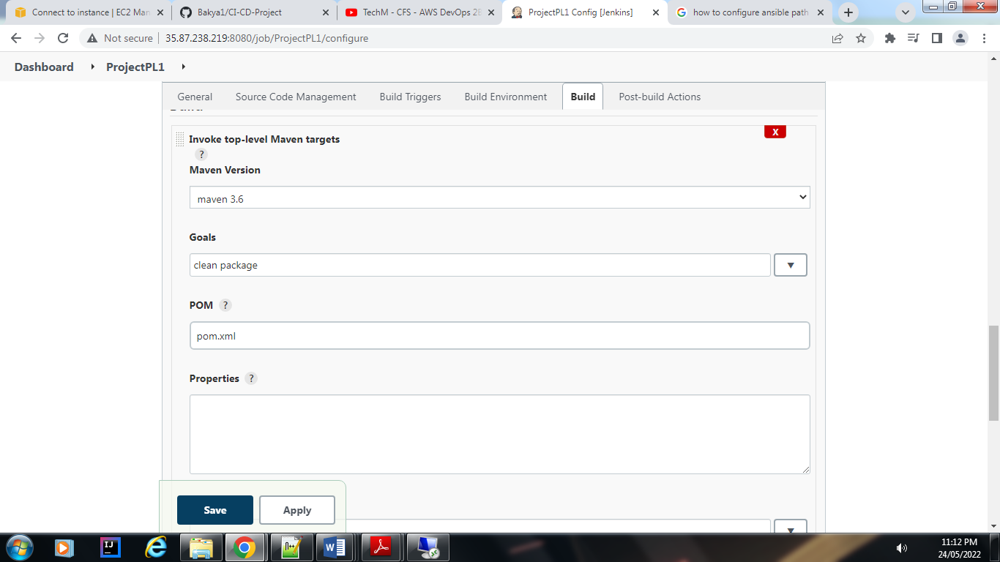 Connect to instance | EC2 Man
Bakya1/CI-CD-Project
TechM - CFS - AWS DevOps 2E
ProjectPL1 Config [Jenkins]
how to configure ansible path
Not secure | 35.87.238.219:8080/job/ProjectPL1/configure
Dashboard
ProjectPL1
General
Source Code Management
Build Triggers
Build Environment
Build
Post-build Actions
Invoke top-level Maven targets
X
?
Maven Version
maven 3.6
Goals
clean package
POM ?
pom.xml
Properties ?
Save
Apply
11:12 PM
24/05/2022